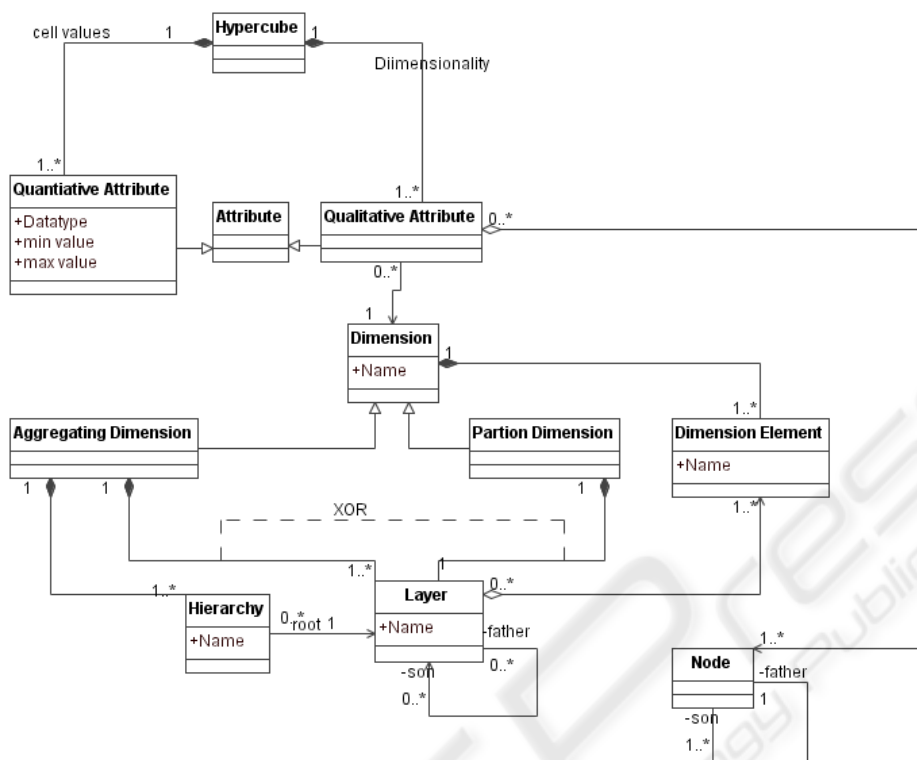 Hypercube
cell values
1
1
Diimensionality
1..*
1..*
Quantiative Attribute
+Datatype
+min value
+max value
Attribute
Qualitative Attribute
0..*
0..*
1
Dimension
+Name
1
1..*
Aggregating Dimension
Partion Dimension
Dimension Element
+Name
1
1
1
1..*
XOR
1..*
1..*
1
0..*
Hierarchy
+Name
0..*
root 1
Layer
+Name
-father
0..*
-son
0..*
1..*
Node
-father
1
-son
1..*